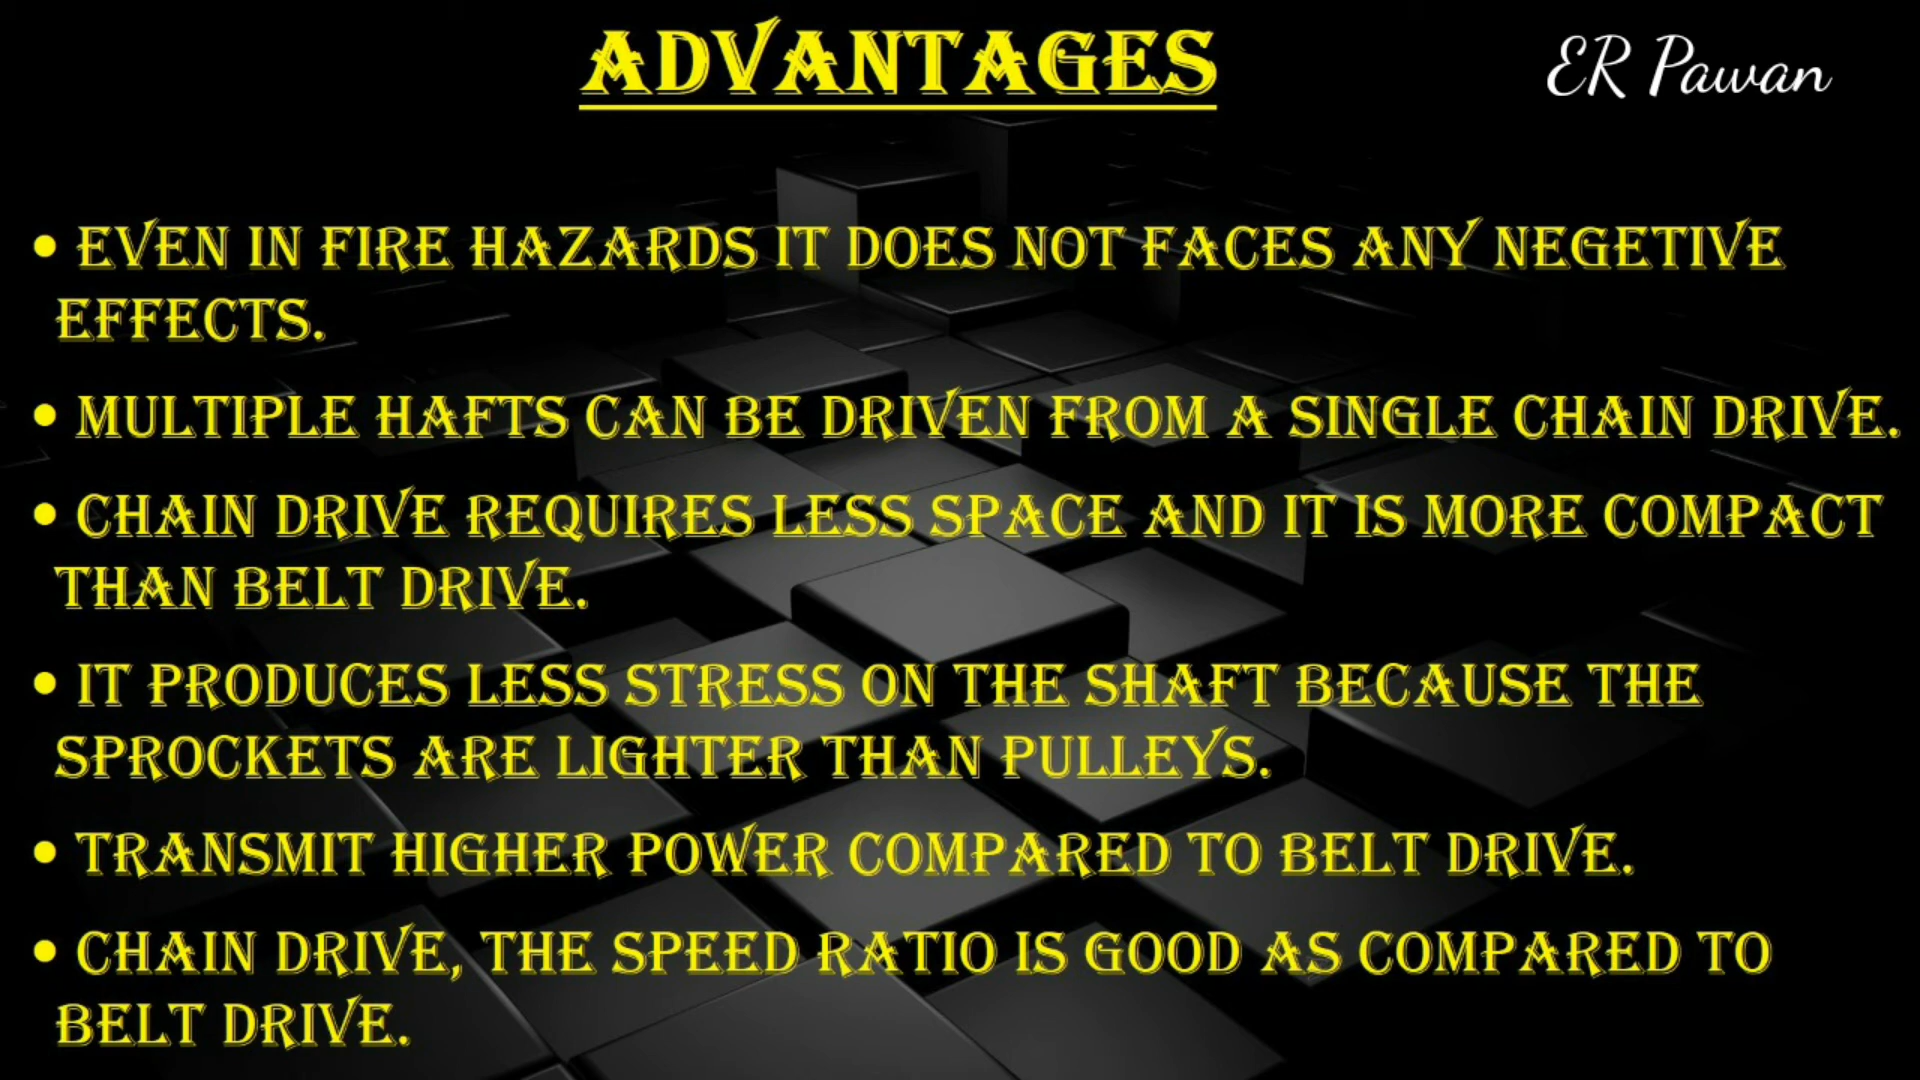 ADVANTAGES
ER Pawan
• EVEN IN FIRE HAZARDS IT DOES NOT FACES ANY NEGETIVE
EFFECTS.
• MULTIPLE HAFTS CAN BE DRIVEN FROM A SINGLE CHAIN DRIVE.
• CHAIN DRIVE REQUIRES LESS SPACE AND IT IS MORE COMPACT
THAN BELT DRIVE.
• IT PRODUCES LESS STRESS ON THE SHAFT BECAUSE THE
SPROCKETS ARE LIGHTER THAN PULLEYS.
• TRANSMIT HIGHER POWER COMPARED TO BELT DRIVE.
• CHAIN DRIVE, THE SPEED RATIO IS GOOD AS COMPARED TO
BELT DRIVE.